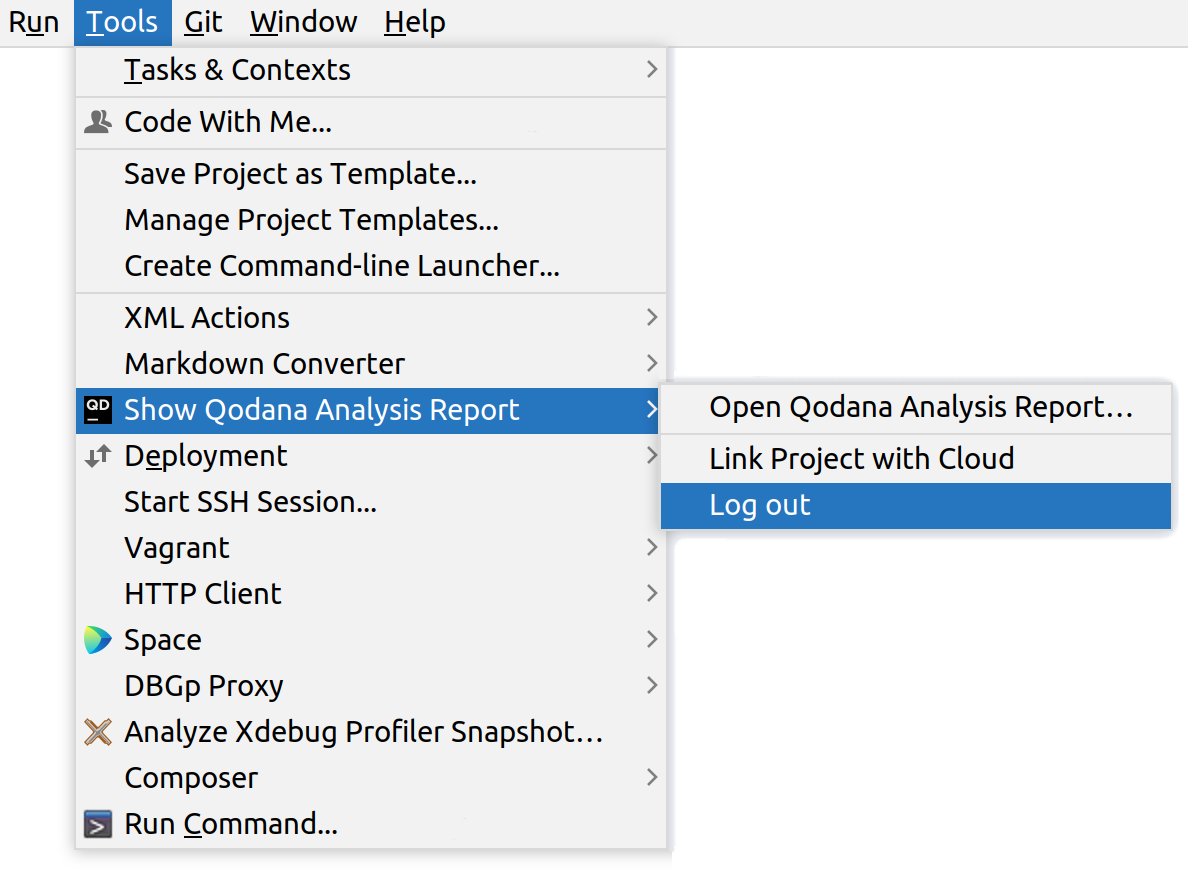 Run Tools Git Window Help
Tasks & Contexts
Code With Me...
Save Project as Template...
Manage Project Templates...
Create Command-line Launcher...
XML Actions
Markdown Converter
QD Show Qodana Analysis Report
Open Qodana Analysis Report...
Link Project with Cloud
Log out
Deployment
Start SSH Session...
Vagrant
HTTP Client
Space
DBGp Proxy
Analyze Xdebug Profiler Snapshot...
Composer
Run Command...